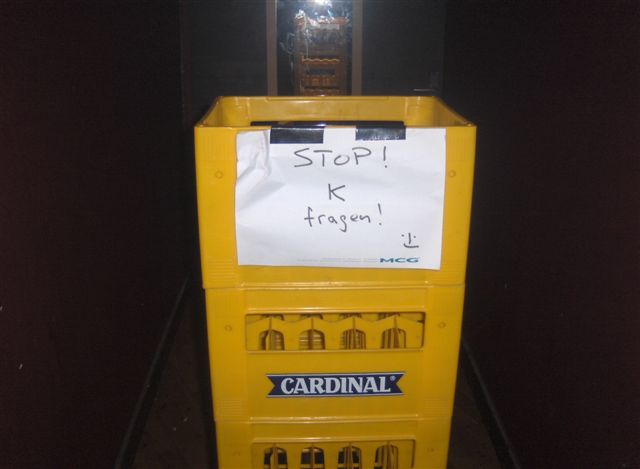 STOP!
K
fragen!
MCG
CARDINAL®